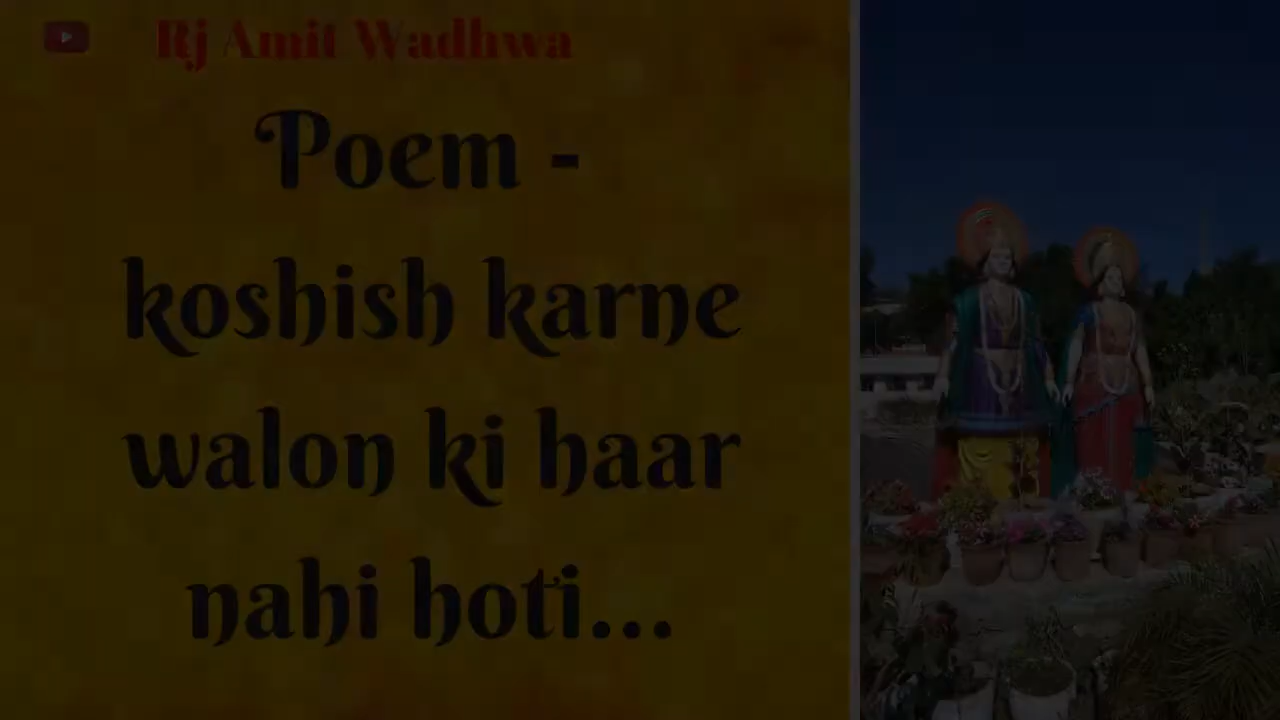 Rj Amit Wadhwa
Poem -
koshish karne
walon ki haar
nahi hoti...